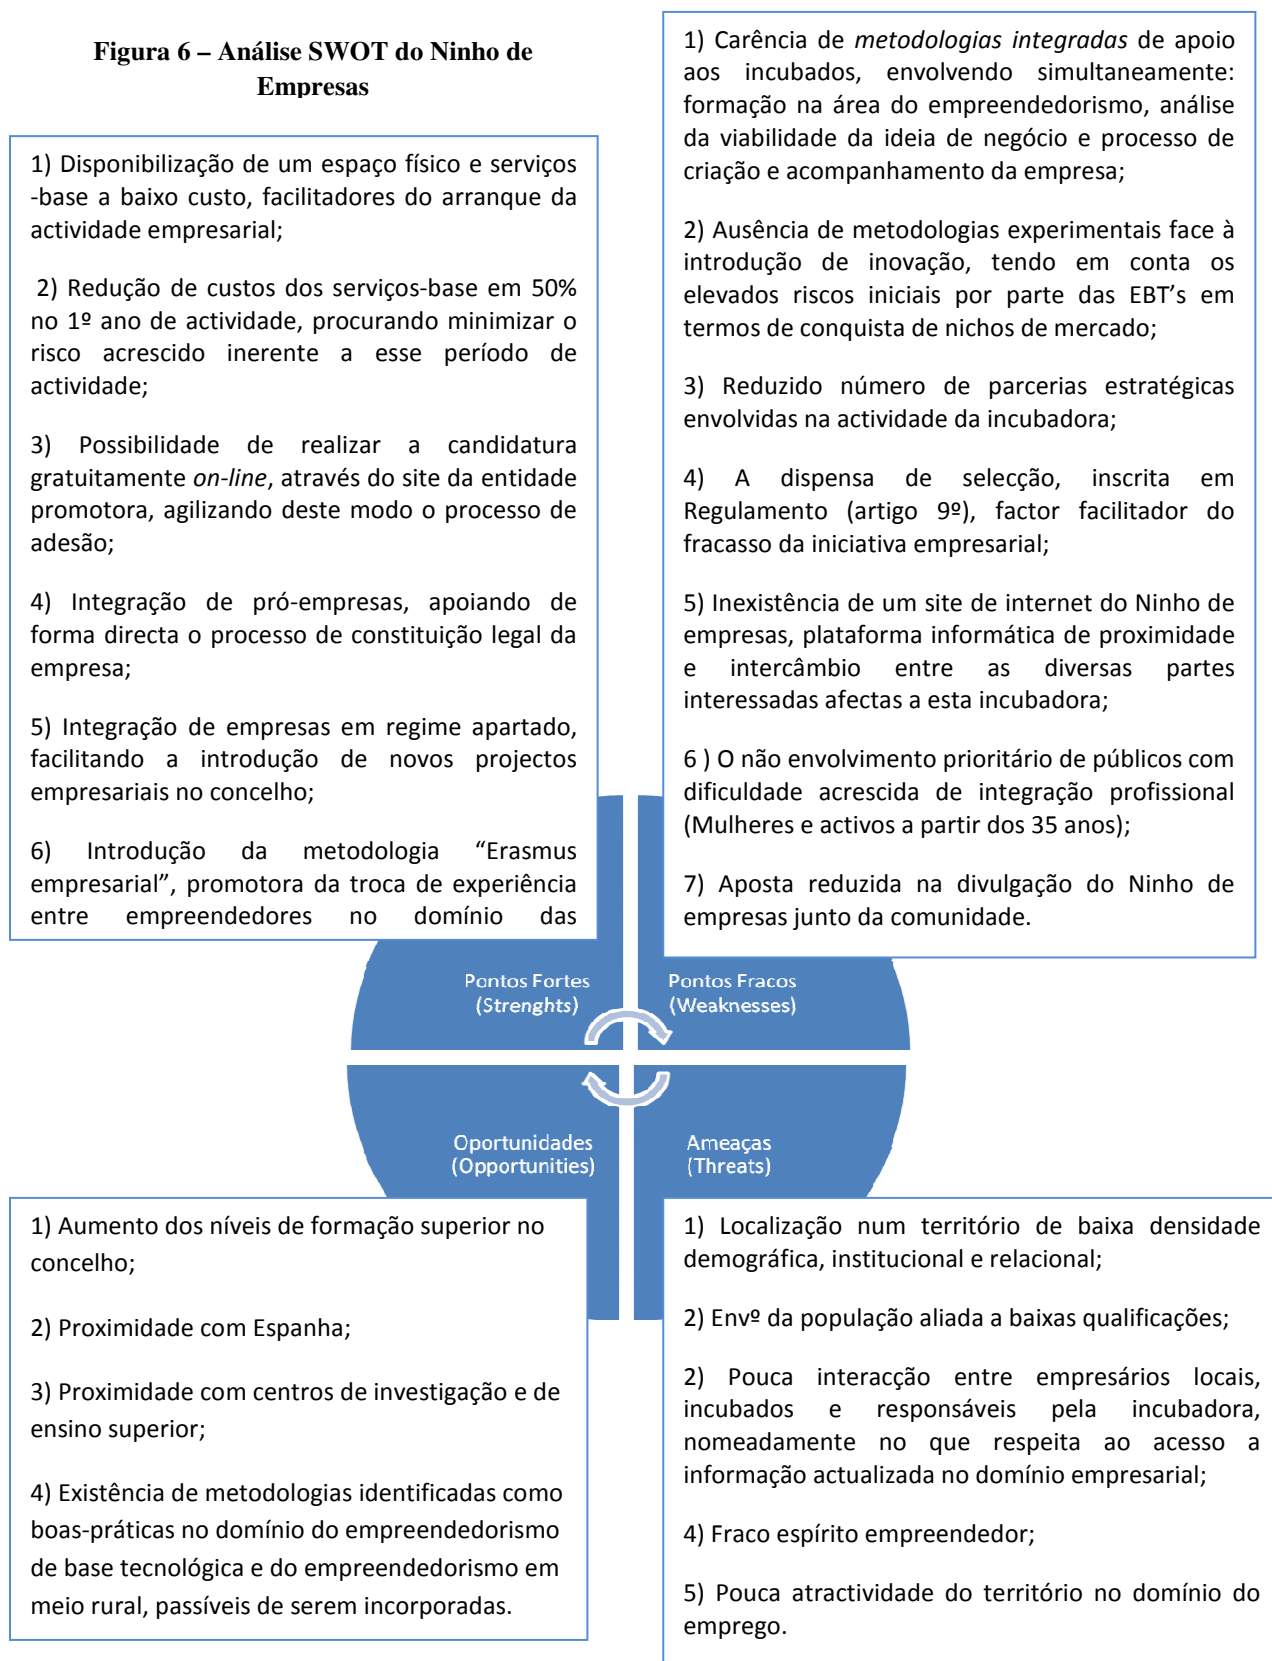 Figura 6 – Análise SWOT do Ninho de
Empresas
1) Disponibilização de um espaço físico e serviços
-base a baixo custo, facilitadores do arranque da
actividade empresarial;
2) Redução de custos dos serviços-base em 50%
no 1º ano de actividade, procurando minimizar o
risco acrescido inerente a esse período de
actividade;
3) Possibilidade de realizar a candidatura
gratuitamente on-line, através do site da entidade
promotora, agilizando deste modo o processo de
adesão;
4) Integração de pró-empresas, apoiando de
forma directa o processo de constituição legal da
empresa;
5) Integração de empresas em regime apartado,
facilitando a introdução de novos projectos
empresariais no concelho;
6) Introdução da metodologia “Erasmus
empresarial”, promotora da troca de experiência
entre empreendedores no domínio das
1) Carência de metodologias integradas de apoio
aos incubados, envolvendo simultaneamente:
formação na área do empreendedorismo, análise
da viabilidade da ideia de negócio e processo de
criação e acompanhamento da empresa;
2) Ausência de metodologias experimentais face à
introdução de inovação, tendo em conta os
elevados riscos iniciais por parte das EBT’s em
termos de conquista de nichos de mercado;
3) Reduzido número de parcerias estratégicas
envolvidas na actividade da incubadora;
4) A dispensa de selecção, inscrita em
Regulamento (artigo 9º), factor facilitador do
fracasso da iniciativa empresarial;
5) Inexistência de um site de internet do Ninho de
empresas, plataforma informática de proximidade
e intercâmbio entre as diversas partes
interessadas afectas a esta incubadora;
6 ) O não envolvimento prioritário de públicos com
dificuldade acrescida de integração profissional
(Mulheres e activos a partir dos 35 anos);
7) Aposta reduzida na divulgação do Ninho de
empresas junto da comunidade.
Pontos Fortes
(Strenghts)
Pontos Fracos
(Weaknesses)
Oportunidades
(Opportunities)
Ameaças
(Threats)
1) Aumento dos níveis de formação superior no
concelho;
2) Proximidade com Espanha;
3) Proximidade com centros de investigação e de
ensino superior;
4) Existência de metodologias identificadas como
boas-práticas no domínio do empreendedorismo
de base tecnológica e do empreendedorismo em
meio rural, passíveis de serem incorporadas.
1) Localização num território de baixa densidade
demográfica, institucional e relacional;
2) Envº da população aliada a baixas qualificações;
2) Pouca interacção entre empresários locais,
incubados e responsáveis pela incubadora,
nomeadamente no que respeita ao acesso a
informação actualizada no domínio empresarial;
4) Fraco espírito empreendedor;
5) Pouca atractividade do território no domínio do
emprego.